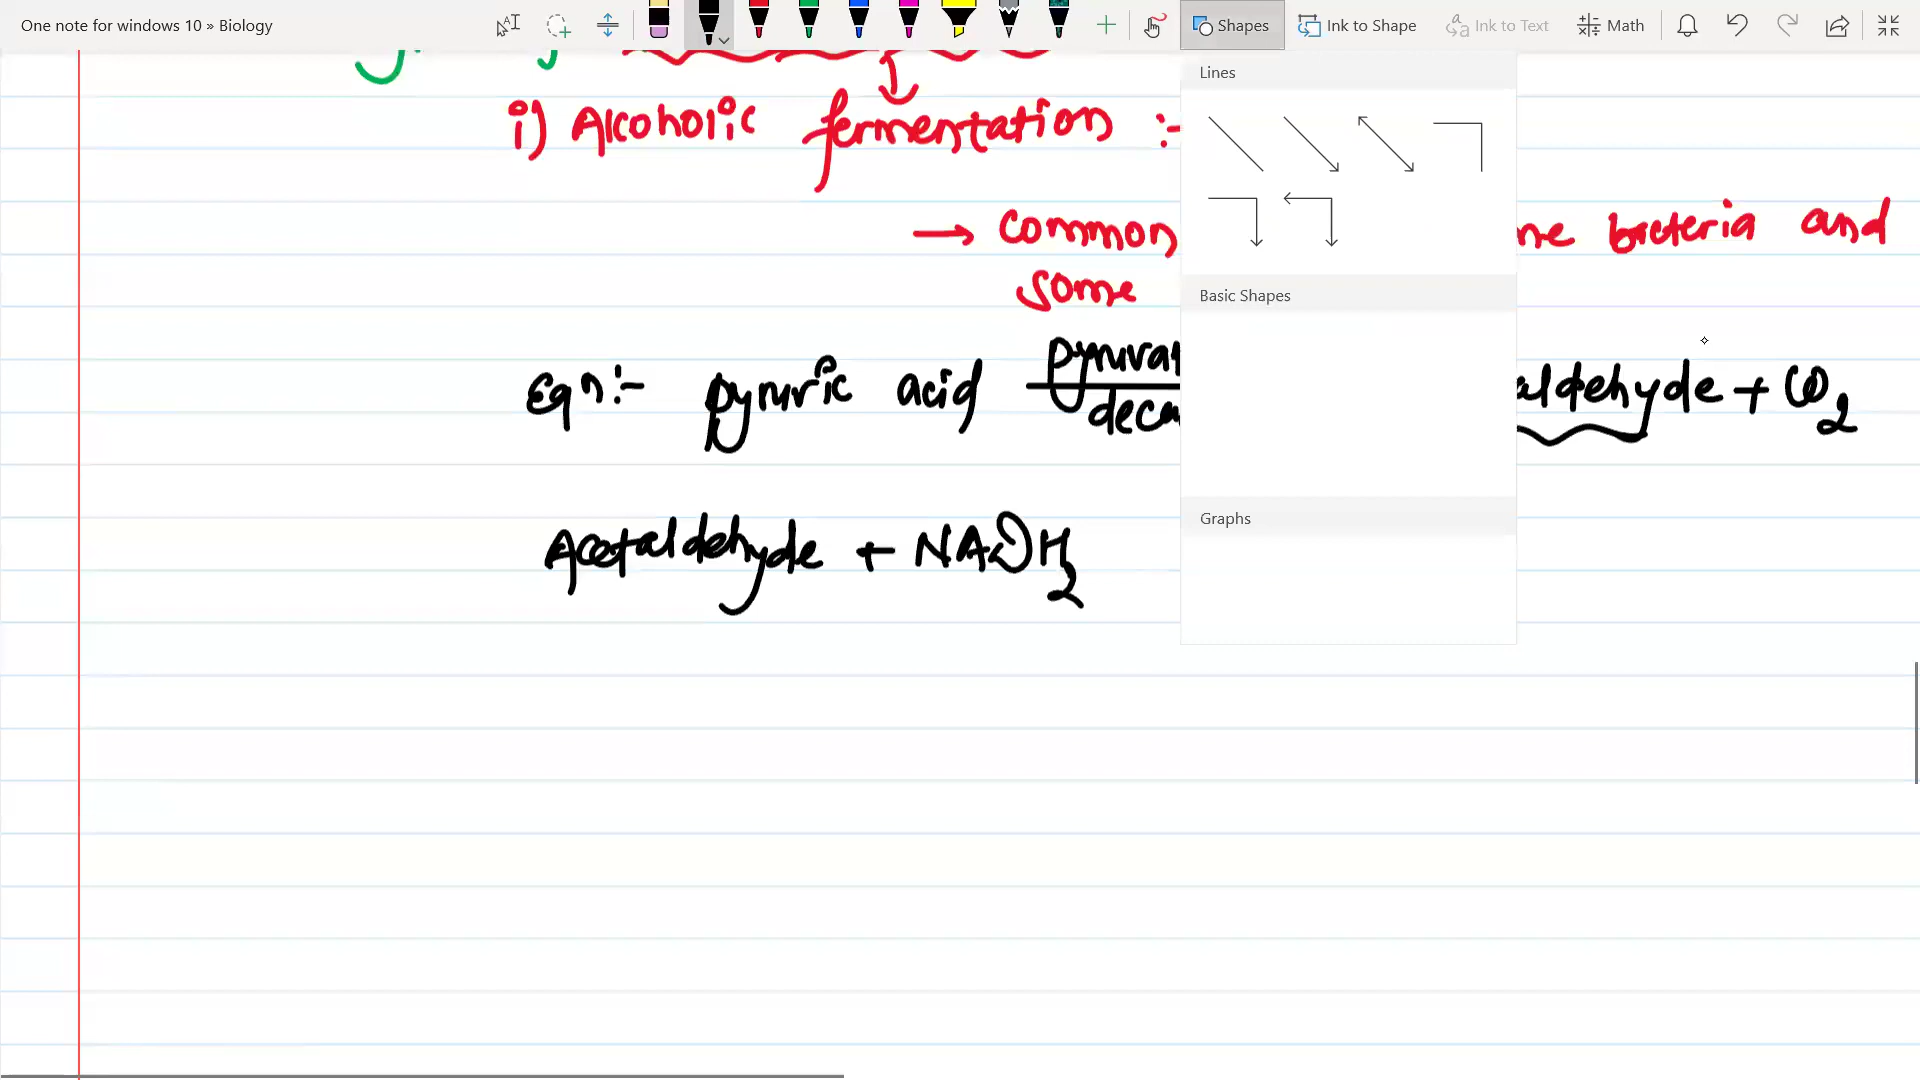 One note for windows 10 » Biology
Shapes Ink to Shape Ink to Text Math
Lines
i) Alcoholic fermentation :-
→ common bacteria and
some
Basic Shapes
Eqn:- pyruvic acid aldehyde + CO2
Graphs
Acetaldehyde + NADH2